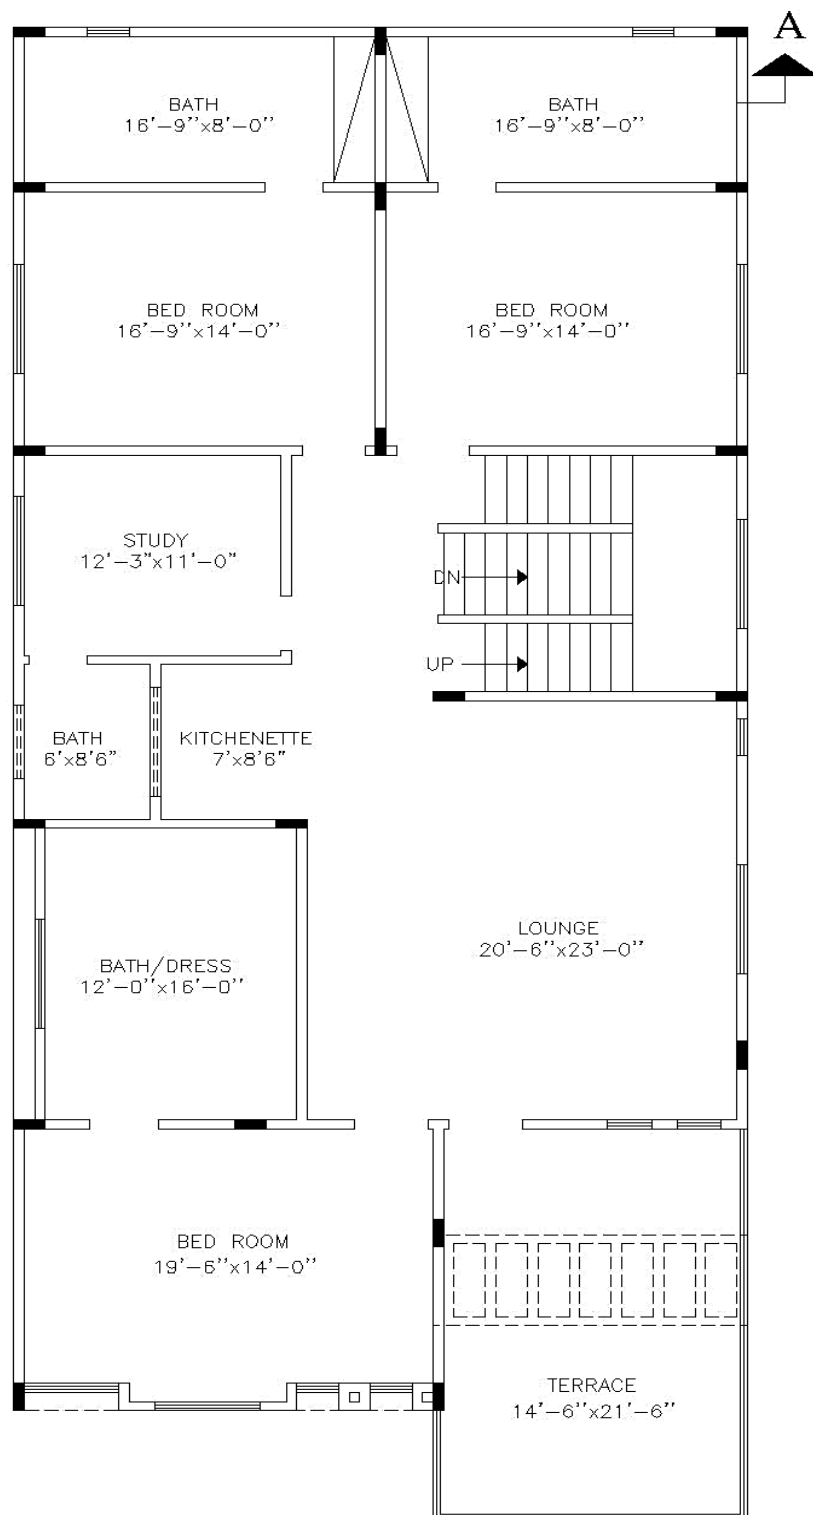 A
BATH
16'-9"x8'-0"
BATH
16'-9"x8'-0"
BED ROOM
16'-9"x14'-0"
BED ROOM
16'-9"x14'-0"
STUDY
12'-3"x11'-0"
DN
UP
BATH
6'x8'6"
KITCHENETTE
7'x8'6"
LOUNGE
20'-6"x23'-0"
BATH/DRESS
12'-0"x16'-0"
BED ROOM
19'-6"x14'-0"
TERRACE
14'-6"x21'-6"